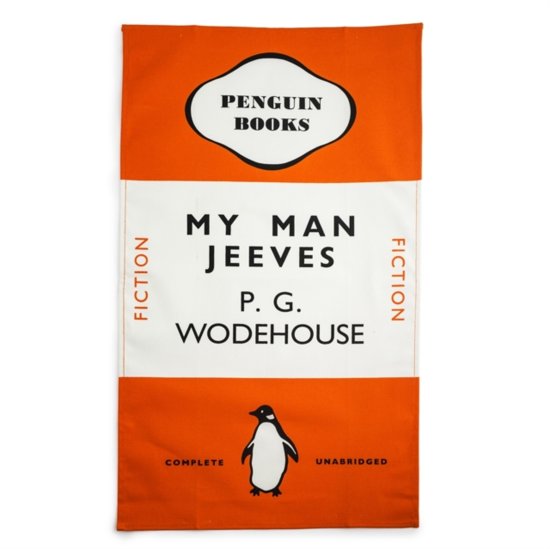 PENGUIN
BOOKS
MY MAN
JEEVES
FICTION
FICTION
P. G.
WODEHOUSE
COMPLETE UNABRIDGED